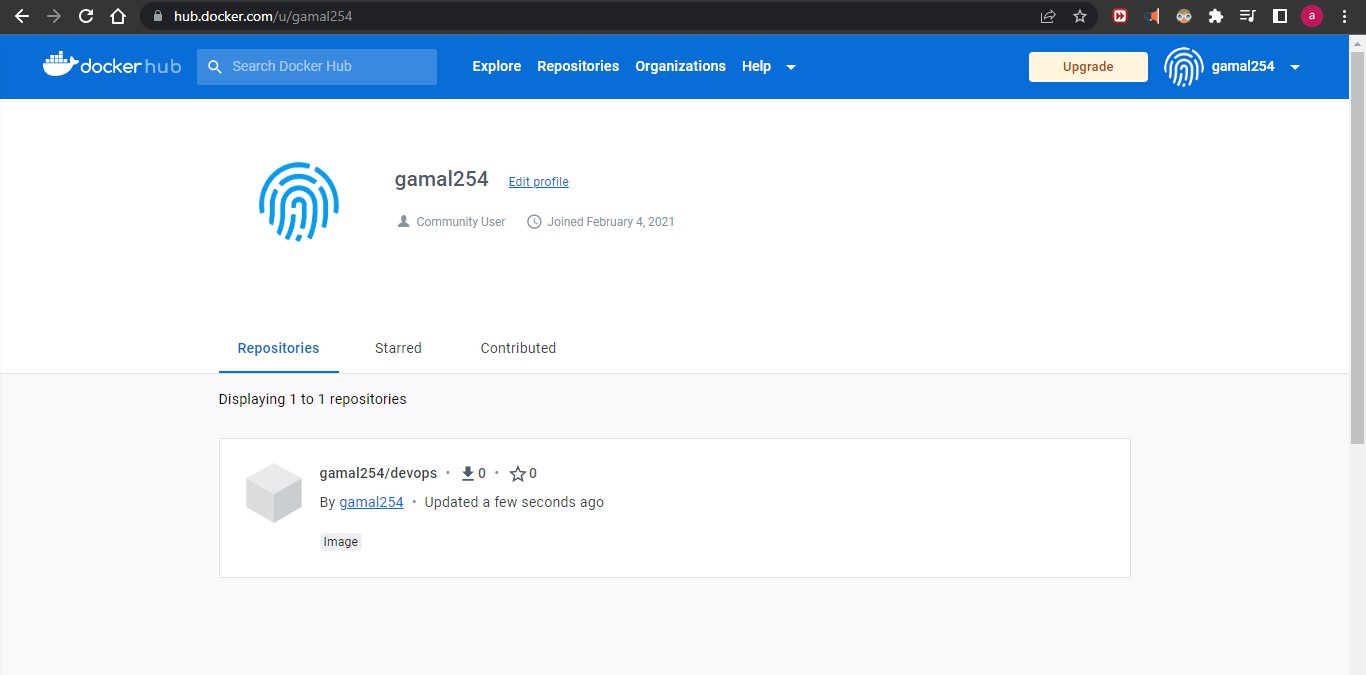 hub.docker.com/u/gamal254
a
docker hub
Search Docker Hub
Explore Repositories Organizations Help
Upgrade
gamal254
gamal254 Edit profile
Community User Joined February 4, 2021
Repositories Starred Contributed
Displaying 1 to 1 repositories
gamal254/devops • 0 • 0
By gamal254 • Updated a few seconds ago
Image